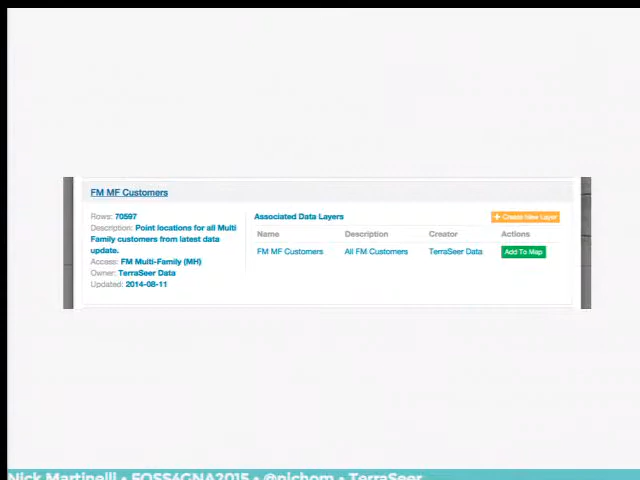 FM MF Customers
Rows: 70597
Description: Point locations for all Multi
Family customers from latest data
update.
Access: FM Multi-Family (MH)
Owner: TerraSeer Data
Updated: 2014-08-11
Associated Data Layers
+ Create New Layer
Name Description Creator Actions
FM MF Customers All FM Customers TerraSeer Data Add To Map
Nick Martinelli • FOSS4GNA2015 • @nichom • TerraSeer